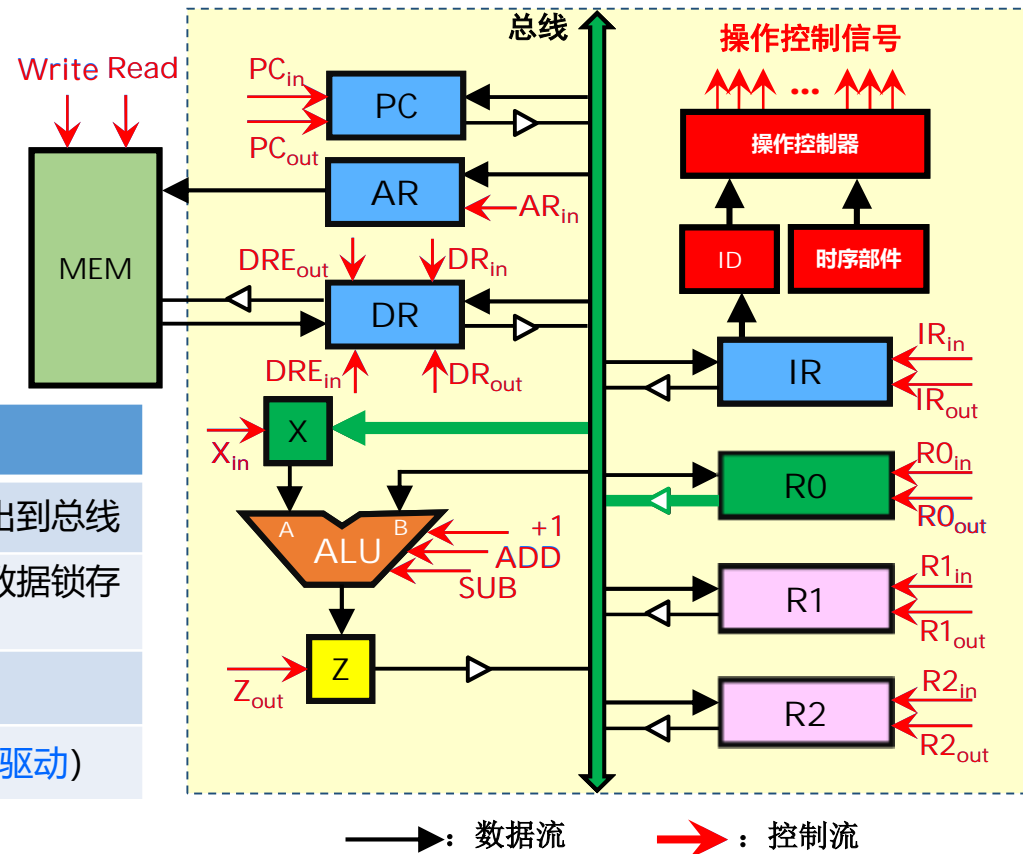 总线
操作控制信号
Write Read
PCin
PC
...
PCout
操作控制器
AR
ARin
MEM
ID
时序部件
DREout
DRin
DR
DREin
DRout
IRin
IR
IRout
X
Xin
R0in
R0
R0out
出到总线
A
B
+1
ALU
ADD
SUB
数据锁存
R1in
R1
R1out
Z
Zout
R2in
R2
R2out
驱动)
:数据流
:控制流